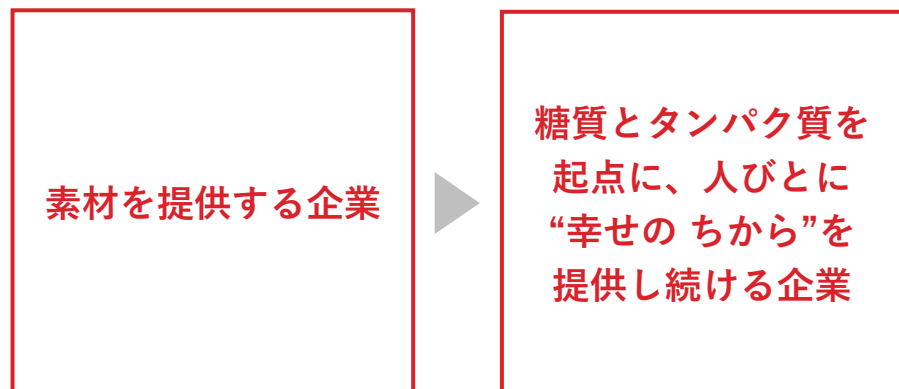 素材を提供する企業
糖質とタンパク質を
起点に、人びとに
“幸せの ちから”を
提供し続ける企業